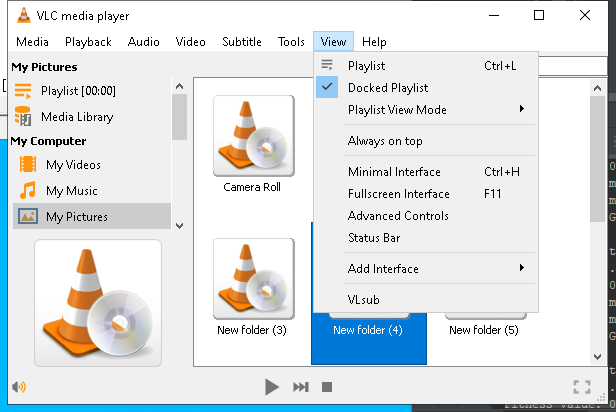 VLC media player
Media Playback Audio Video Subtitle Tools View Help
My Pictures
Playlist [00:00]
Media Library
My Computer
My Videos
My Music
My Pictures
Playlist Ctrl+L
Docked Playlist
Playlist View Mode
Always on top
Minimal Interface Ctrl+H
Fullscreen Interface F11
Advanced Controls
Status Bar
Add Interface
VLsub
Camera Roll
New folder (3) New folder (4) New folder (5)